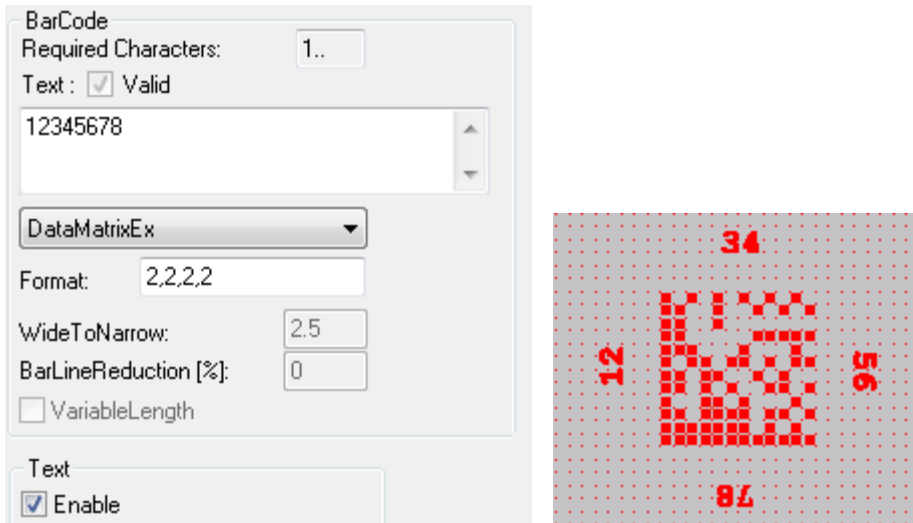 BarCode
Required Characters: 1..
Text : Valid
12345678
DataMatrixEx
Format: 2,2,2,2
WideToNarrow: 2.5
BarLineReduction [%]: 0
VariableLength
Text
Enable
34
12
56
78